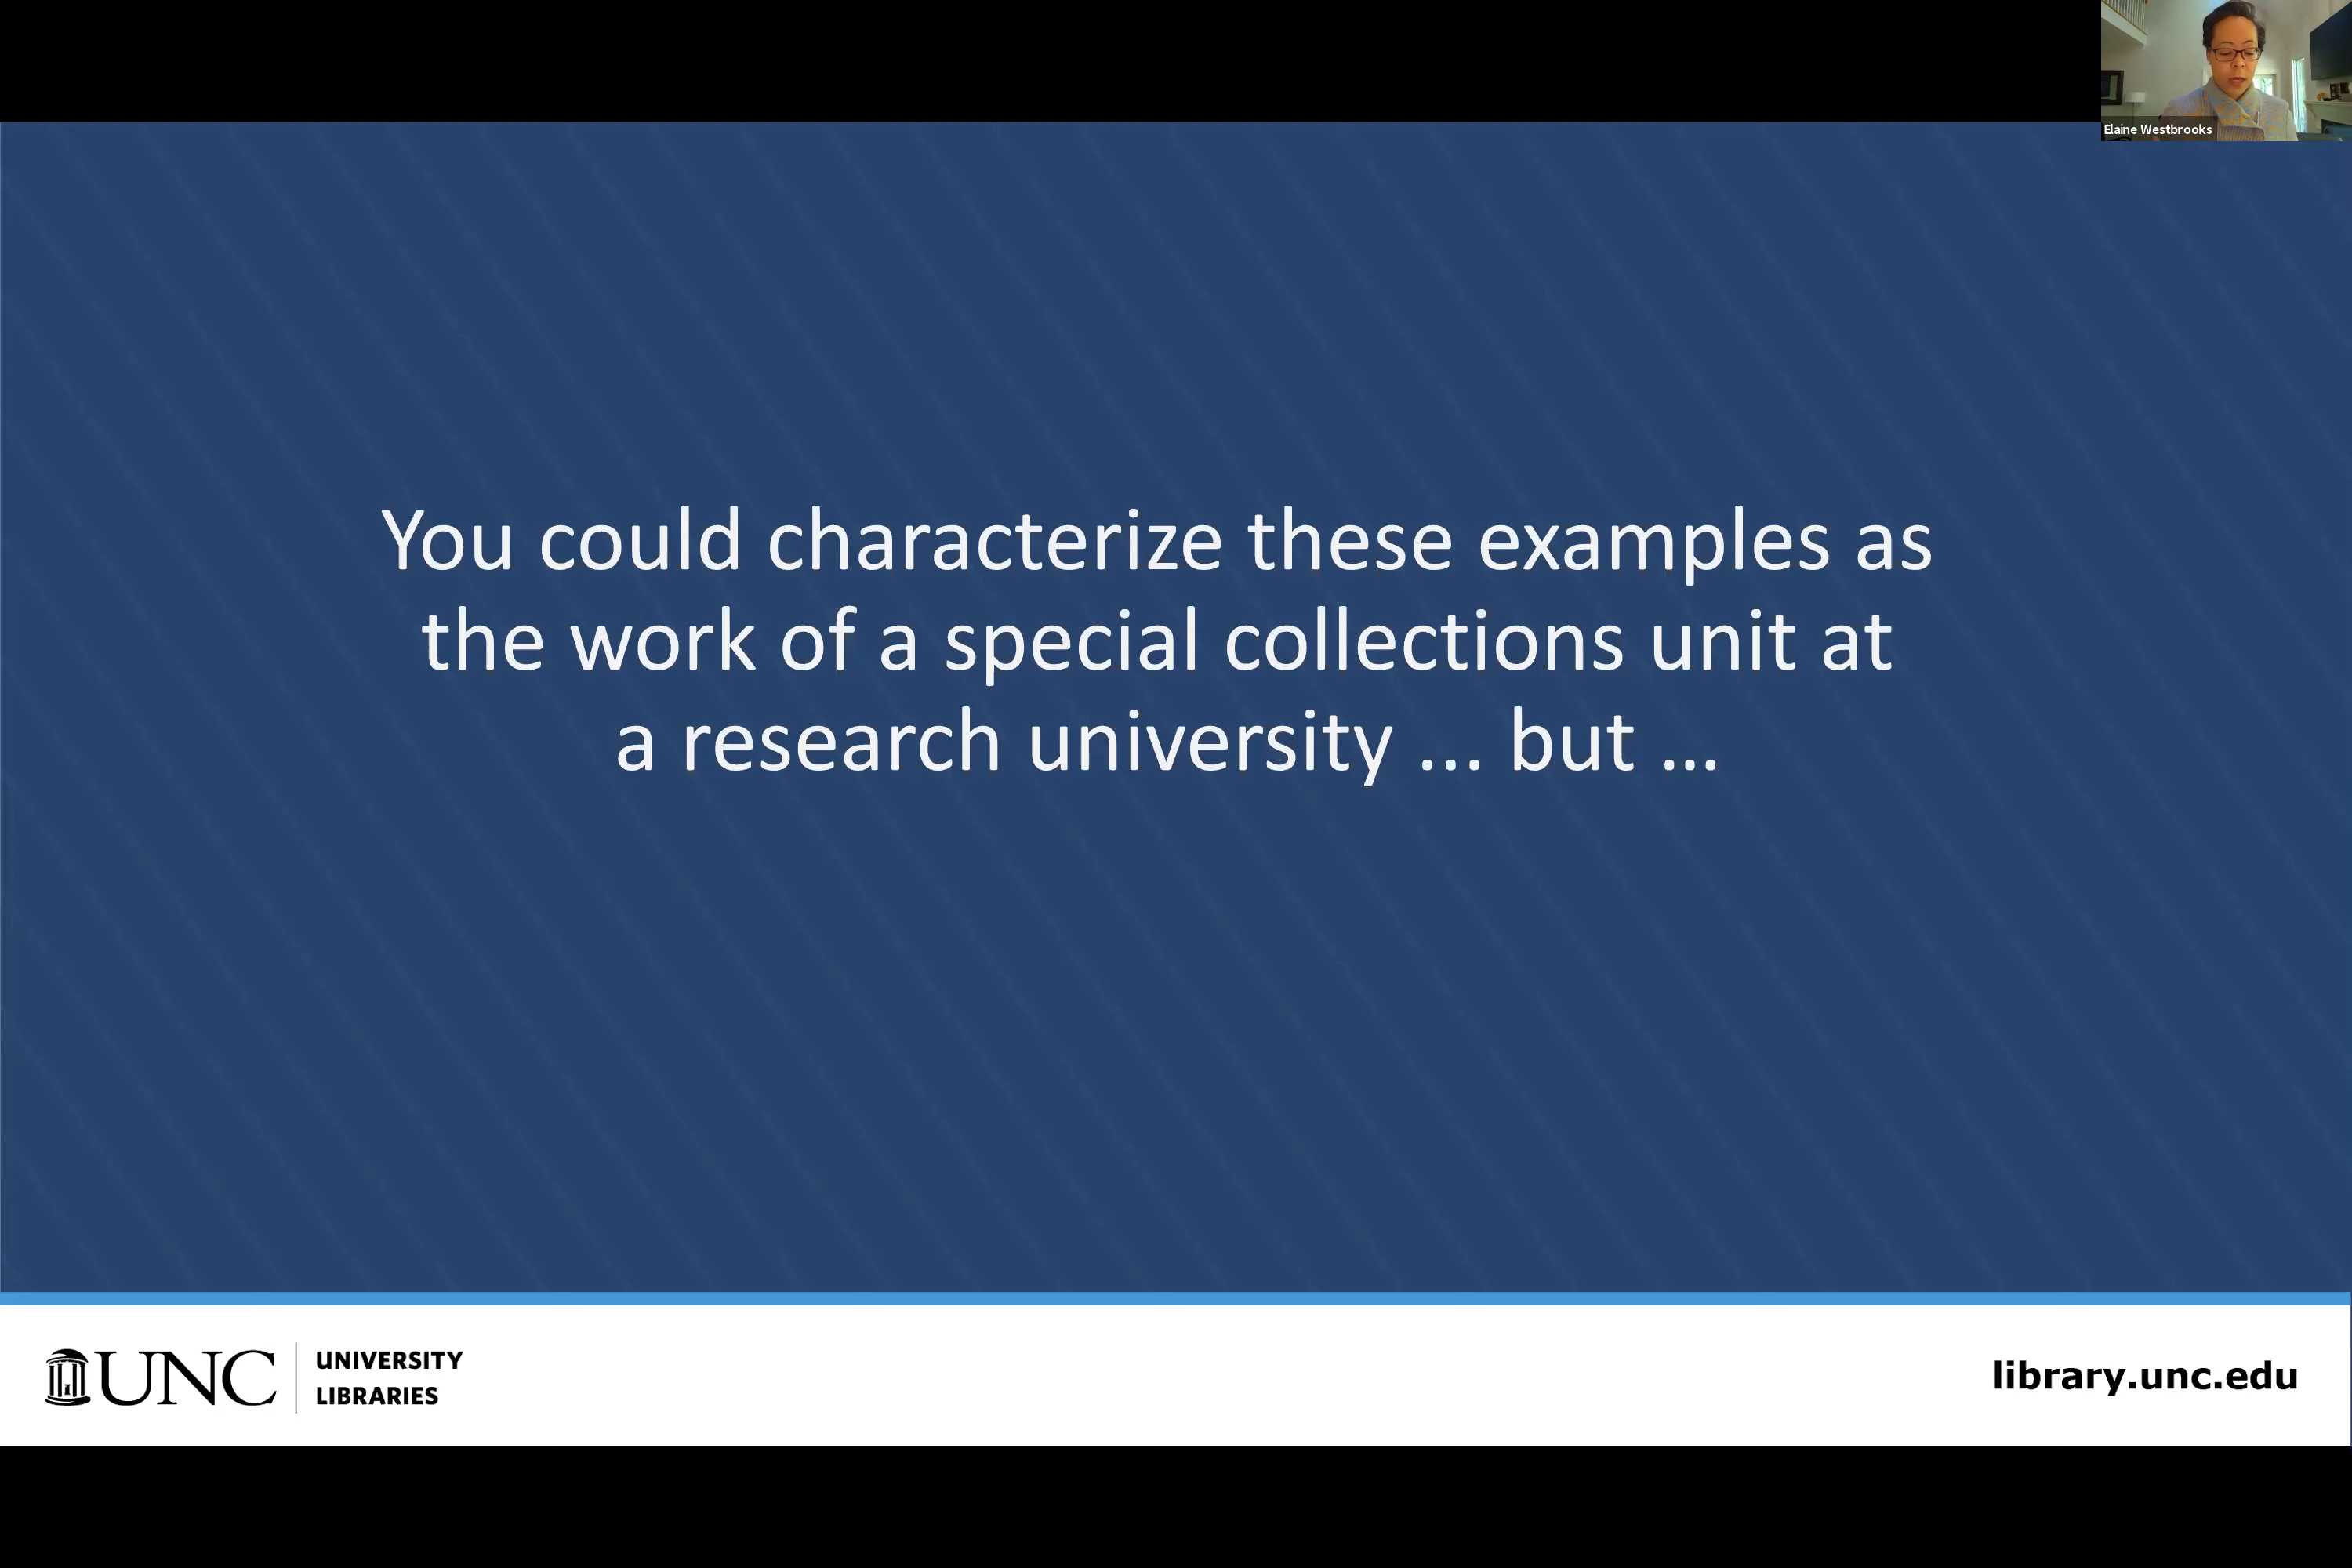 Elaine Westbrooks
You could characterize these examples as
the work of a special collections unit at
a research university ... but ...
UNC
UNIVERSITY
LIBRARIES
library.unc.edu